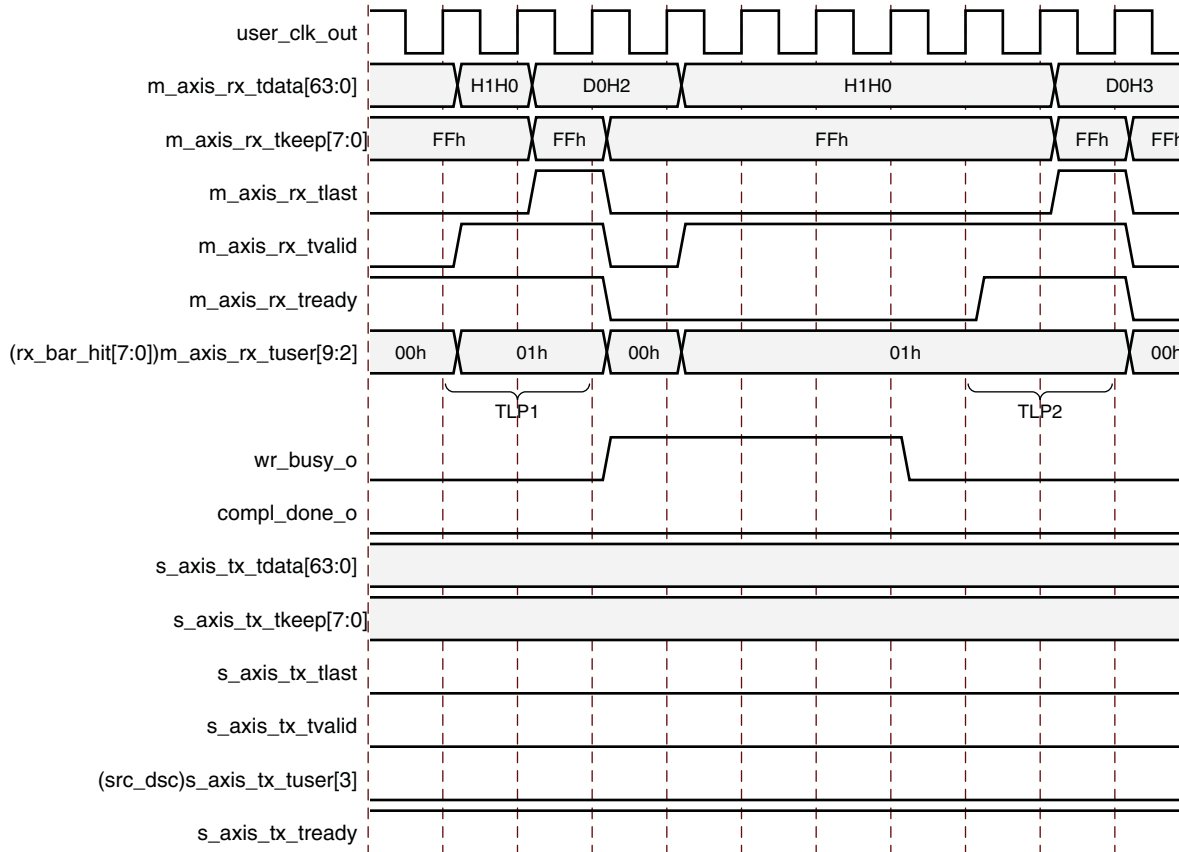 user_clk_out
m_axis_rx_tdata[63:0] H1H0 D0H2 H1H0 D0H3
m_axis_rx_tkeep[7:0] FFh FFh FFh FFh FFh
m_axis_rx_tlast
m_axis_rx_tvalid
m_axis_rx_tready
(rx_bar_hit[7:0])m_axis_rx_tuser[9:2] 00h 01h 00h 01h 00h
TLP1 TLP2
wr_busy_o
compl_done_o
s_axis_tx_tdata[63:0]
s_axis_tx_tkeep[7:0]
s_axis_tx_tlast
s_axis_tx_tvalid
(src_dsc)s_axis_tx_tuser[3]
s_axis_tx_tready